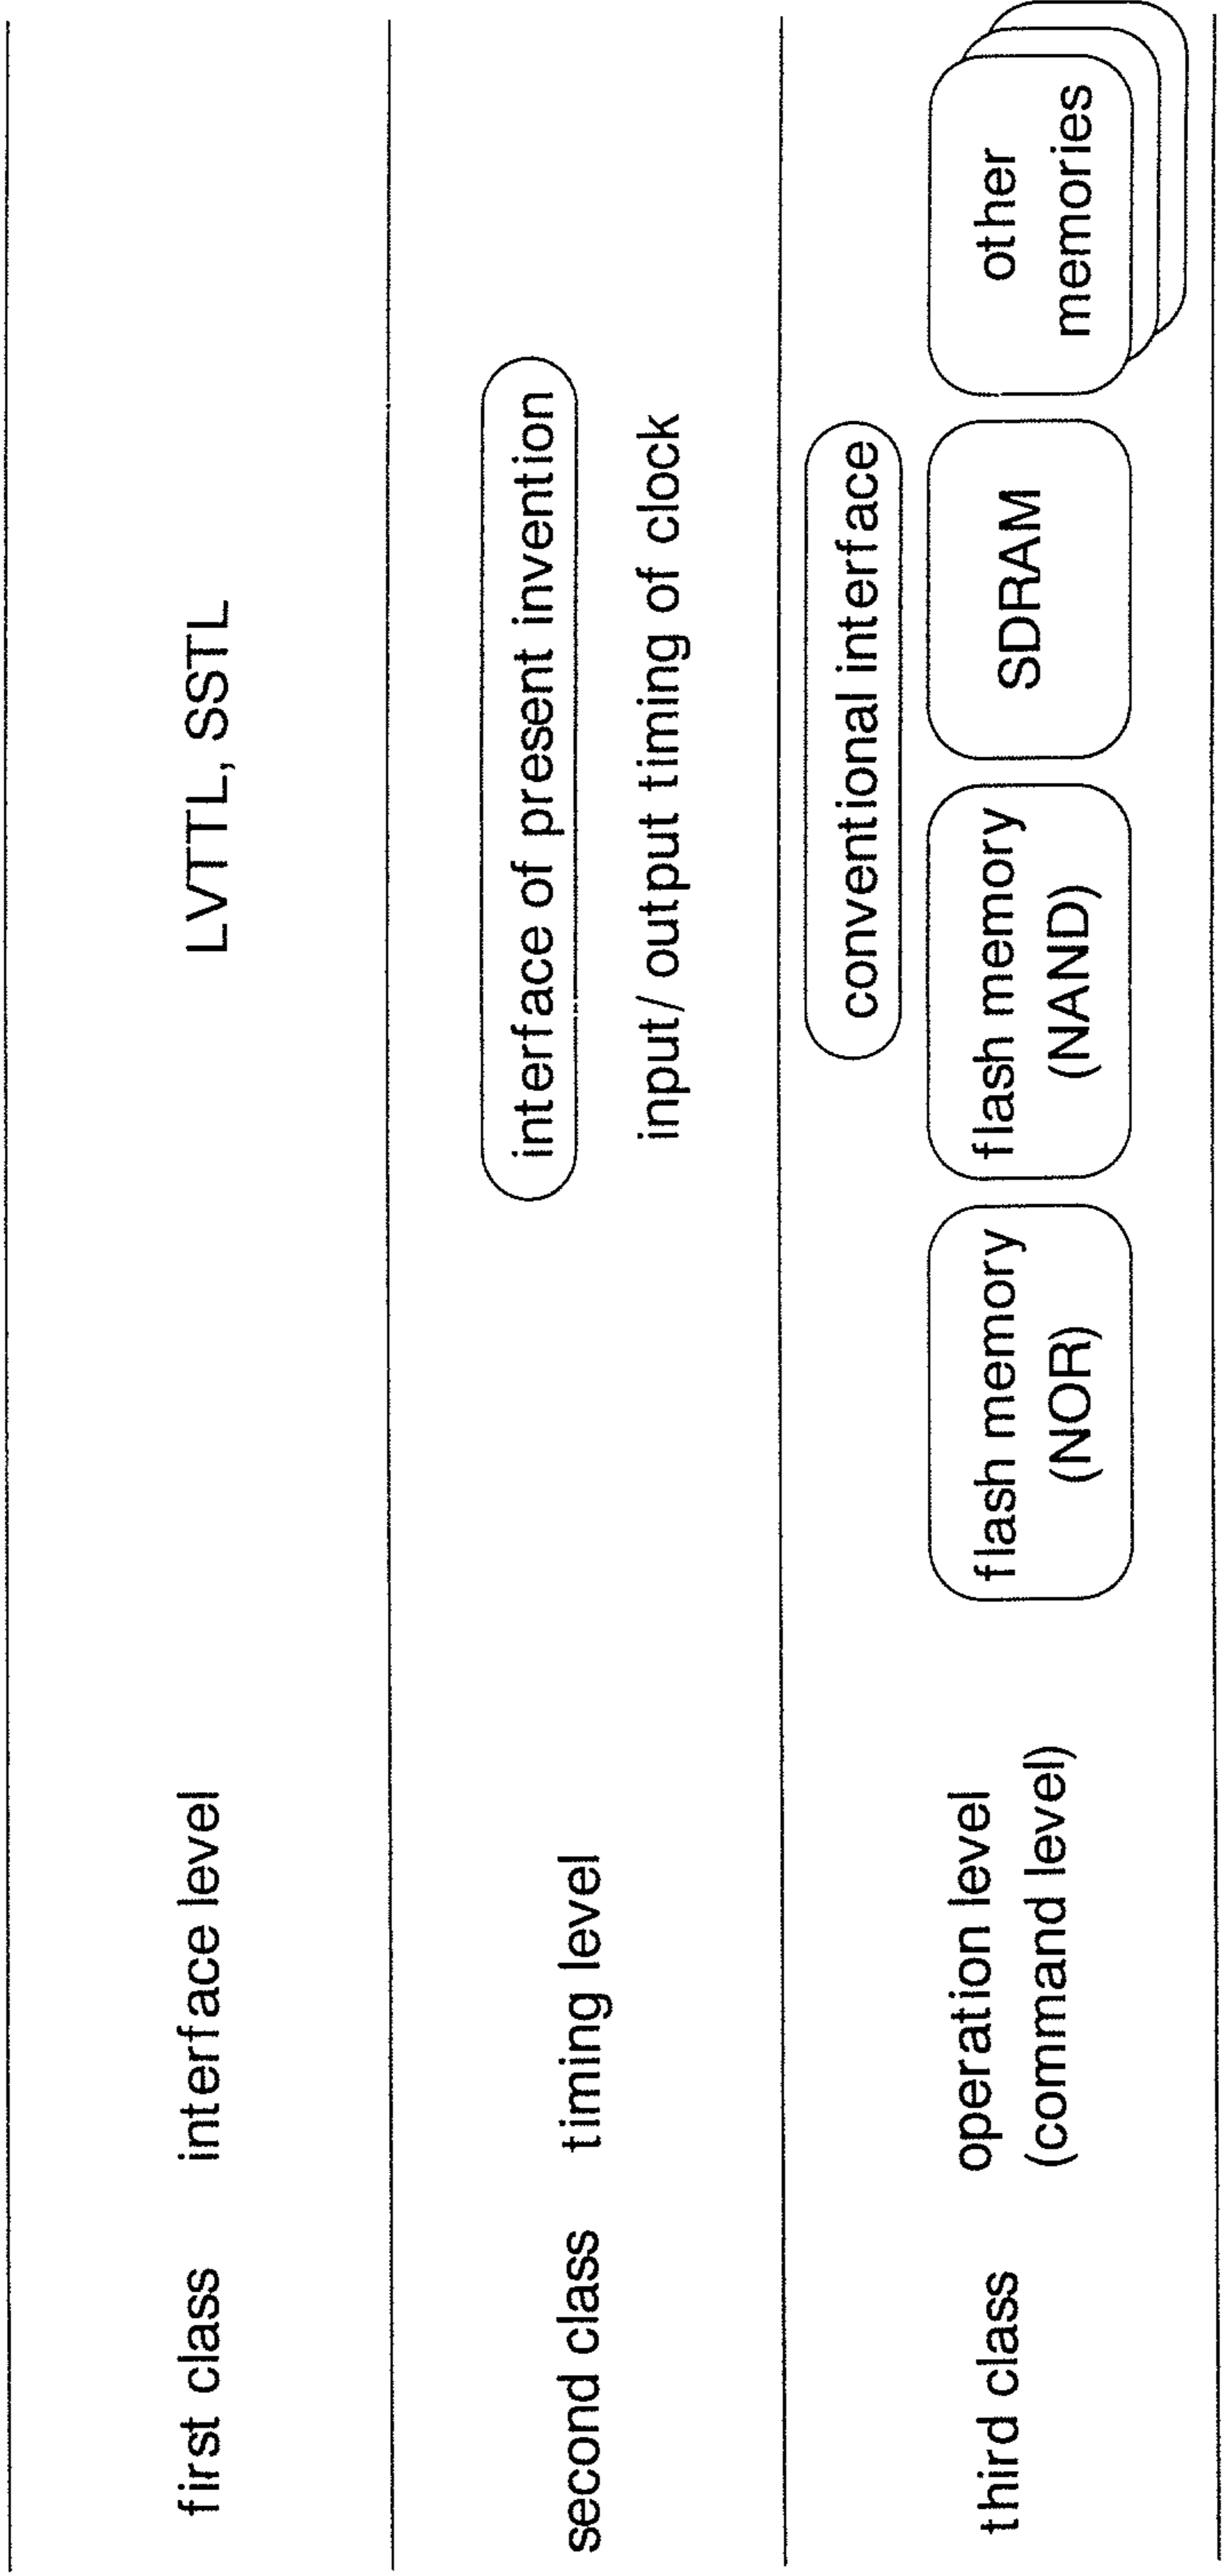 first class
interface level
LVTTL, SSTL
second class
timing level
interface of present invention
input/ output timing of clock
third class
operation level
(command level)
conventional interface
flash memory
(NOR)
flash memory
(NAND)
SDRAM
other
memories